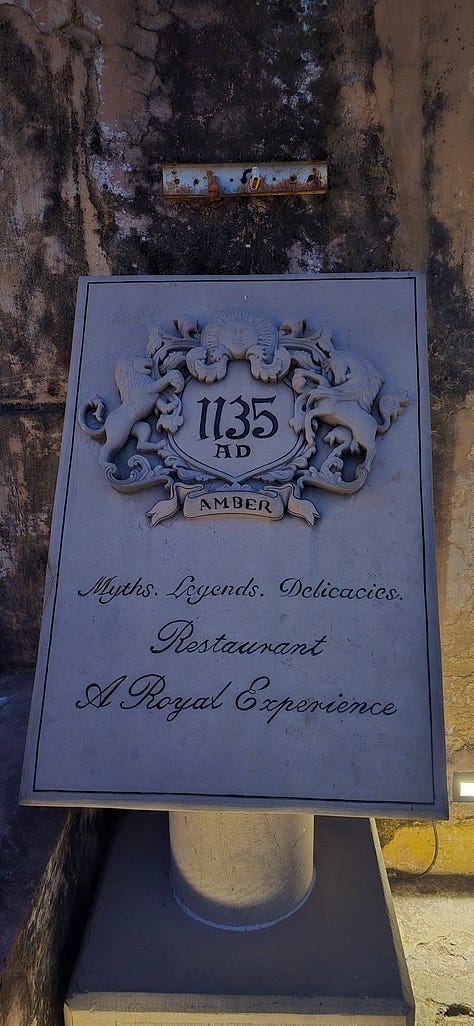 1135
AD
AMBER
Myths. Legends. Delicacies.
Restaurant
A Royal Experience